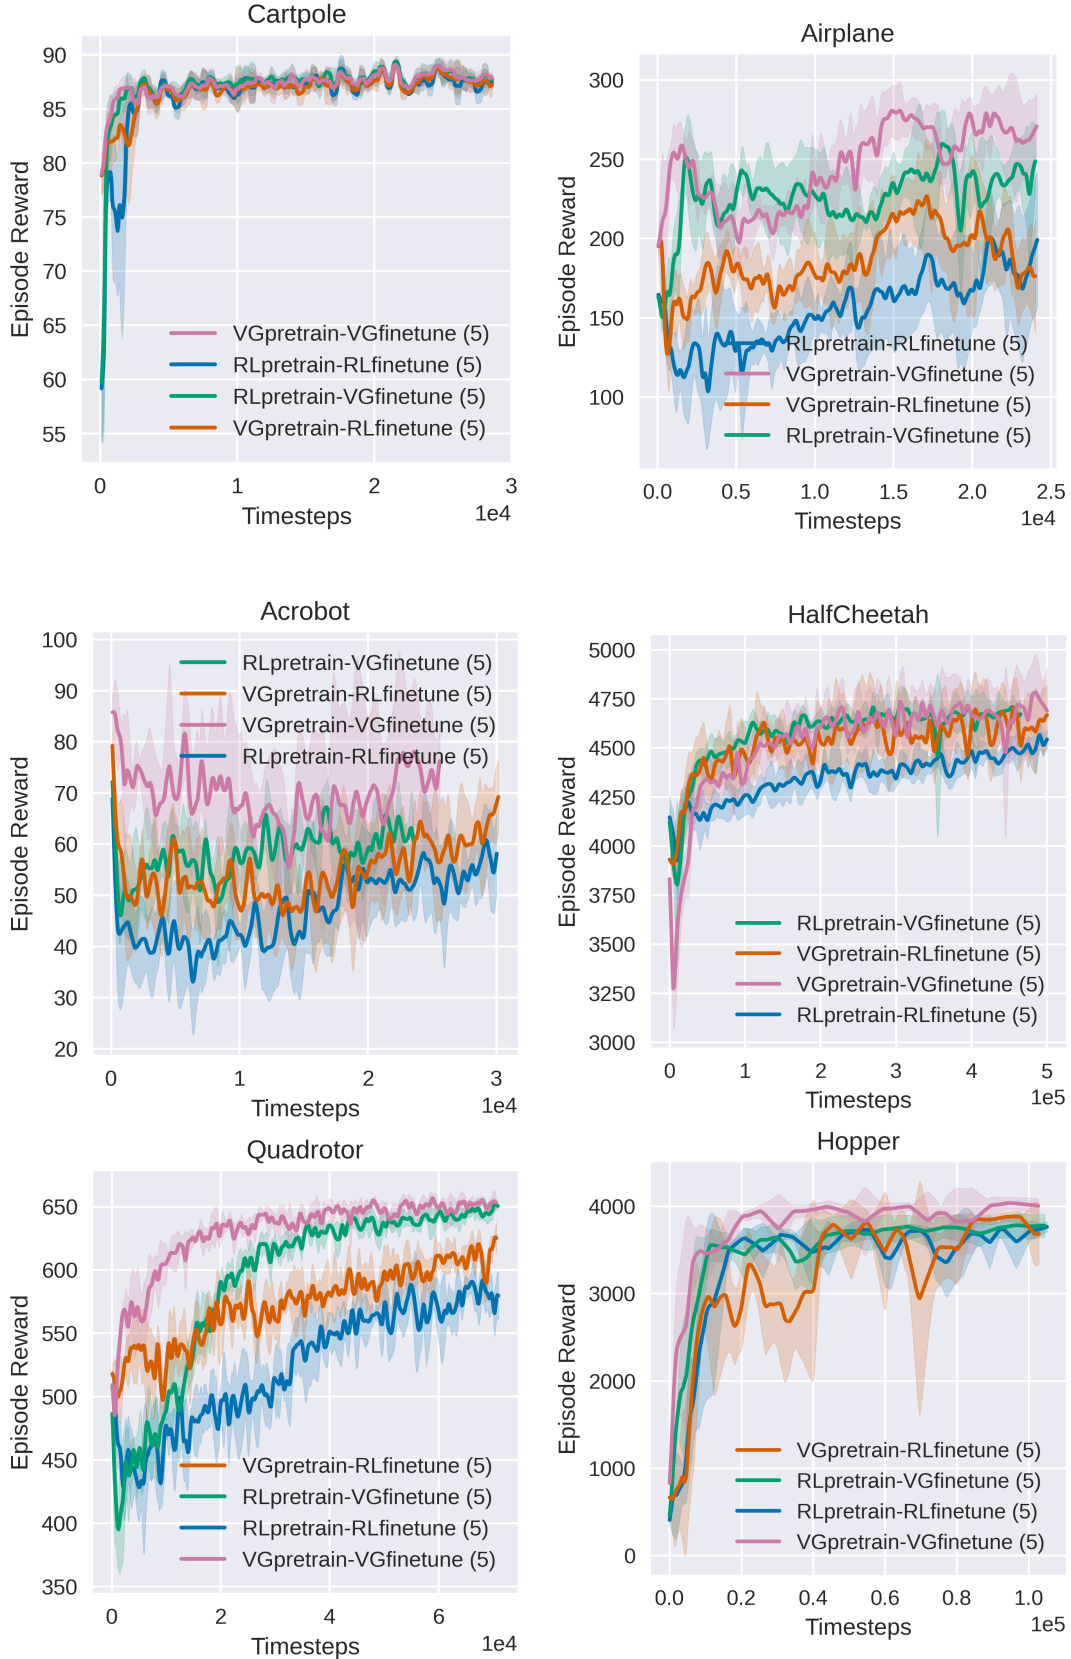 Cartpole
90
85
80
75
70
65
60
55
Episode Reward
VGpretrain-VGfinetune (5)
RLpretrain-RLfinetune (5)
RLpretrain-VGfinetune (5)
VGpretrain-RLfinetune (5)
0 1 2 3
Timesteps 1e4
Airplane
300
250
200
150
100
Episode Reward
RLpretrain-RLfinetune (5)
VGpretrain-VGfinetune (5)
VGpretrain-RLfinetune (5)
RLpretrain-VGfinetune (5)
0.0 0.5 1.0 1.5 2.0 2.5
Timesteps 1e4
Acrobot
100
90
80
70
60
50
40
30
20
Episode Reward
RLpretrain-VGfinetune (5)
VGpretrain-RLfinetune (5)
VGpretrain-VGfinetune (5)
RLpretrain-RLfinetune (5)
0 1 2 3
Timesteps 1e4
HalfCheetah
5000
4750
4500
4250
4000
3750
3500
3250
3000
Episode Reward
RLpretrain-VGfinetune (5)
VGpretrain-RLfinetune (5)
VGpretrain-VGfinetune (5)
RLpretrain-RLfinetune (5)
0 1 2 3 4 5
Timesteps 1e5
Quadrotor
650
600
550
500
450
400
350
Episode Reward
VGpretrain-RLfinetune (5)
RLpretrain-VGfinetune (5)
RLpretrain-RLfinetune (5)
VGpretrain-VGfinetune (5)
0 2 4 6
Timesteps 1e4
Hopper
4000
3000
2000
1000
0
Episode Reward
VGpretrain-RLfinetune (5)
RLpretrain-VGfinetune (5)
RLpretrain-RLfinetune (5)
VGpretrain-VGfinetune (5)
0.0 0.2 0.4 0.6 0.8 1.0
Timesteps 1e5